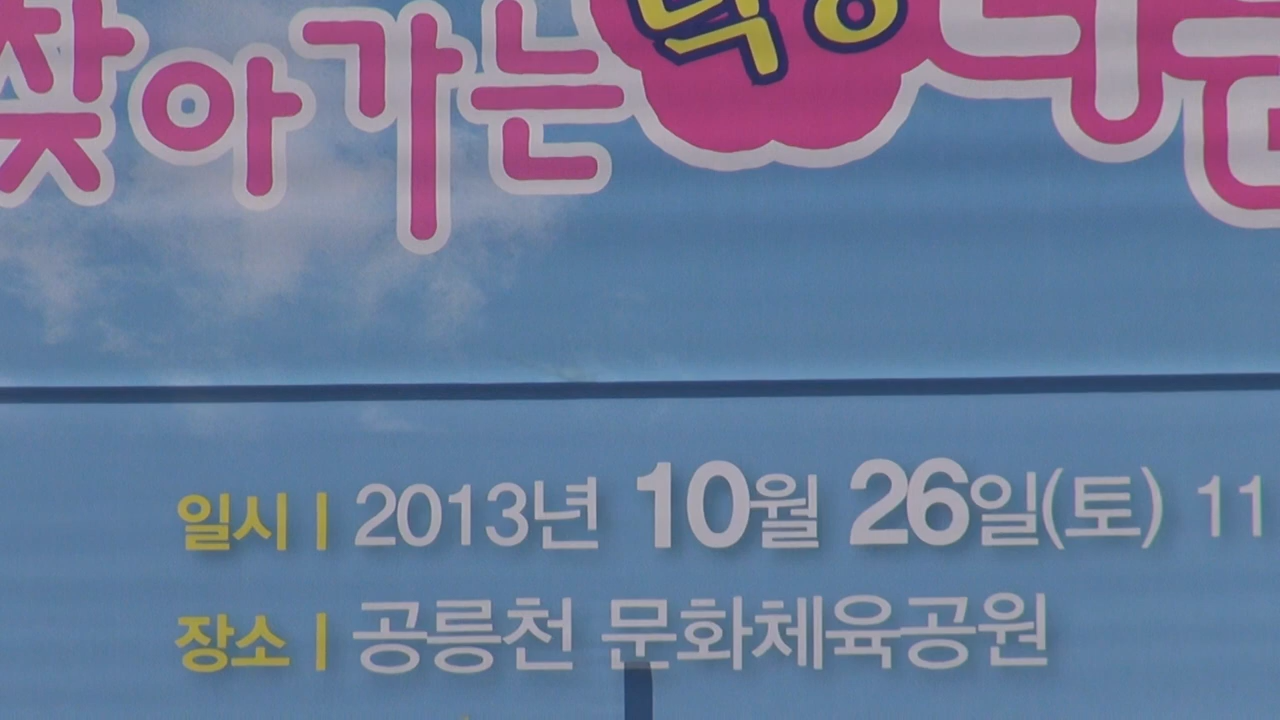 찾아가는
일시 | 2013년 10월 26일(토) 11
장소 | 공릉천 문화체육공원